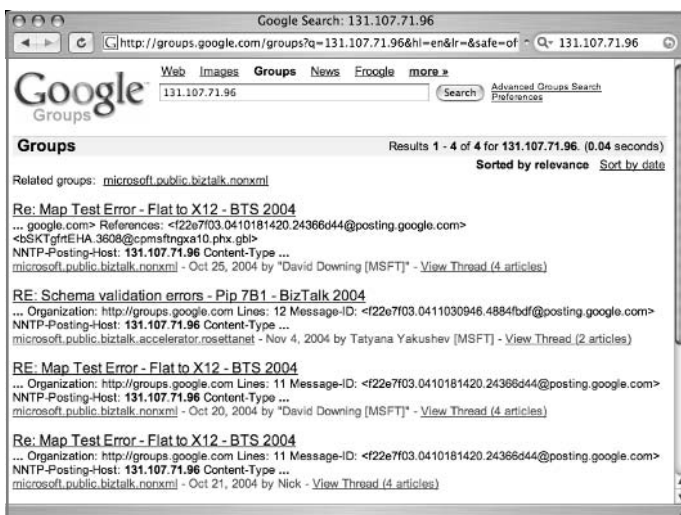 Google Search: 131.107.71.96
http://groups.google.com/groups?q=131.107.71.96&hl=en&lr=&safe=of
131.107.71.96
Google
Groups
Web Images Groups News Froogle more »
131.107.71.96
Search
Advanced Groups Search
Preferences
Groups
Results 1 - 4 of 4 for 131.107.71.96. (0.04 seconds)
Sorted by relevance Sort by date
Related groups: microsoft.public.biztalk.nonxml
Re: Map Test Error - Flat to X12 - BTS 2004
... google.com> References: <f22e7f03.0410181420.24366d44@posting.google.com>
<bSKTgfrtEHA.3608@cpmsftngxa10.phx.gbl>
NNTP-Posting-Host: 131.107.71.96 Content-Type ...
microsoft.public.biztalk.nonxml - Oct 25, 2004 by "David Downing [MSFT]" - View Thread (4 articles)
RE: Schema validation errors - Pip 7B1 - BizTalk 2004
... Organization: http://groups.google.com Lines: 12 Message-ID: <f22e7f03.0411030946.4884fbdf@posting.google.com>
NNTP-Posting-Host: 131.107.71.96 Content-Type ...
microsoft.public.biztalk.accelerator.rosettanet - Nov 4, 2004 by Tatyana Yakushev [MSFT] - View Thread (2 articles)
RE: Map Test Error - Flat to X12 - BTS 2004
... Organization: http://groups.google.com Lines: 11 Message-ID: <f22e7f03.0410181420.24366d44@posting.google.com>
NNTP-Posting-Host: 131.107.71.96 Content-Type ...
microsoft.public.biztalk.nonxml - Oct 20, 2004 by "David Downing [MSFT]" - View Thread (4 articles)
Re: Map Test Error - Flat to X12 - BTS 2004
... Organization: http://groups.google.com Lines: 11 Message-ID: <f22e7f03.0410181420.24366d44@posting.google.com>
NNTP-Posting-Host: 131.107.71.96 Content-Type ...
microsoft.public.biztalk.nonxml - Oct 21, 2004 by Nick - View Thread (4 articles)